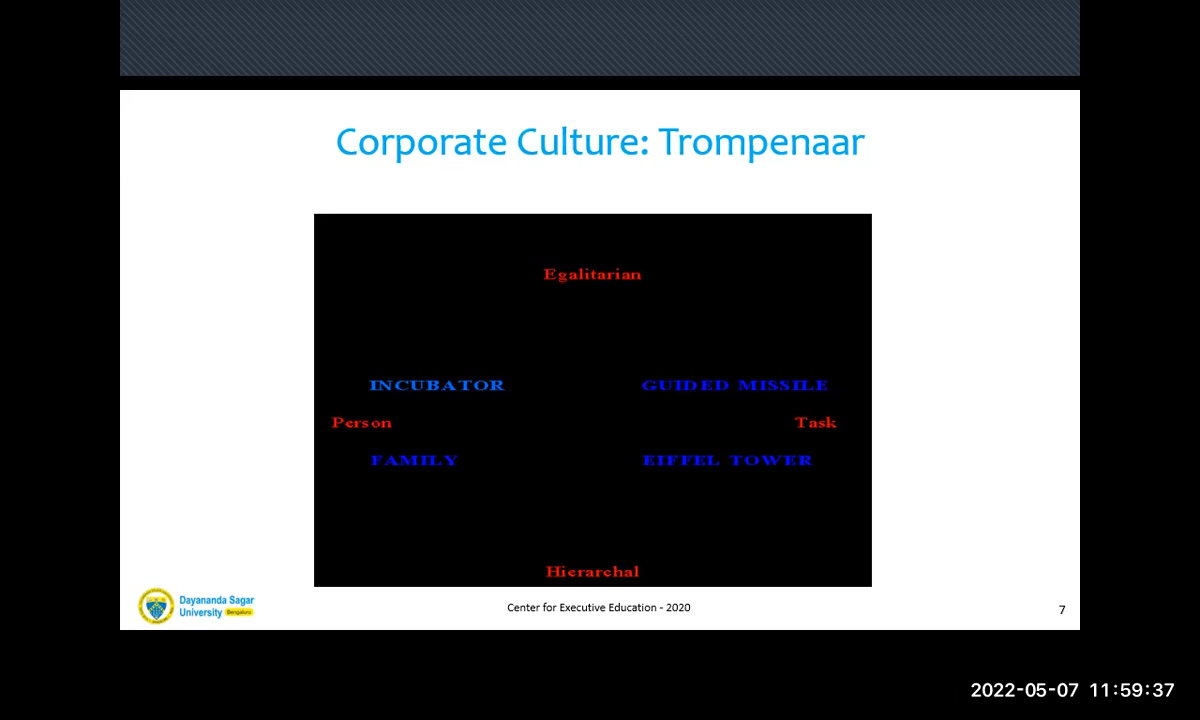 Corporate Culture: Trompenaar
Egalitarian
INCUBATOR GUIDED MISSILE
Person Task
FAMILY EIFFEL TOWER
Hierarchal
Dayananda Sagar
University Bengaluru
Center for Executive Education - 2020
7
2022-05-07 11:59:37